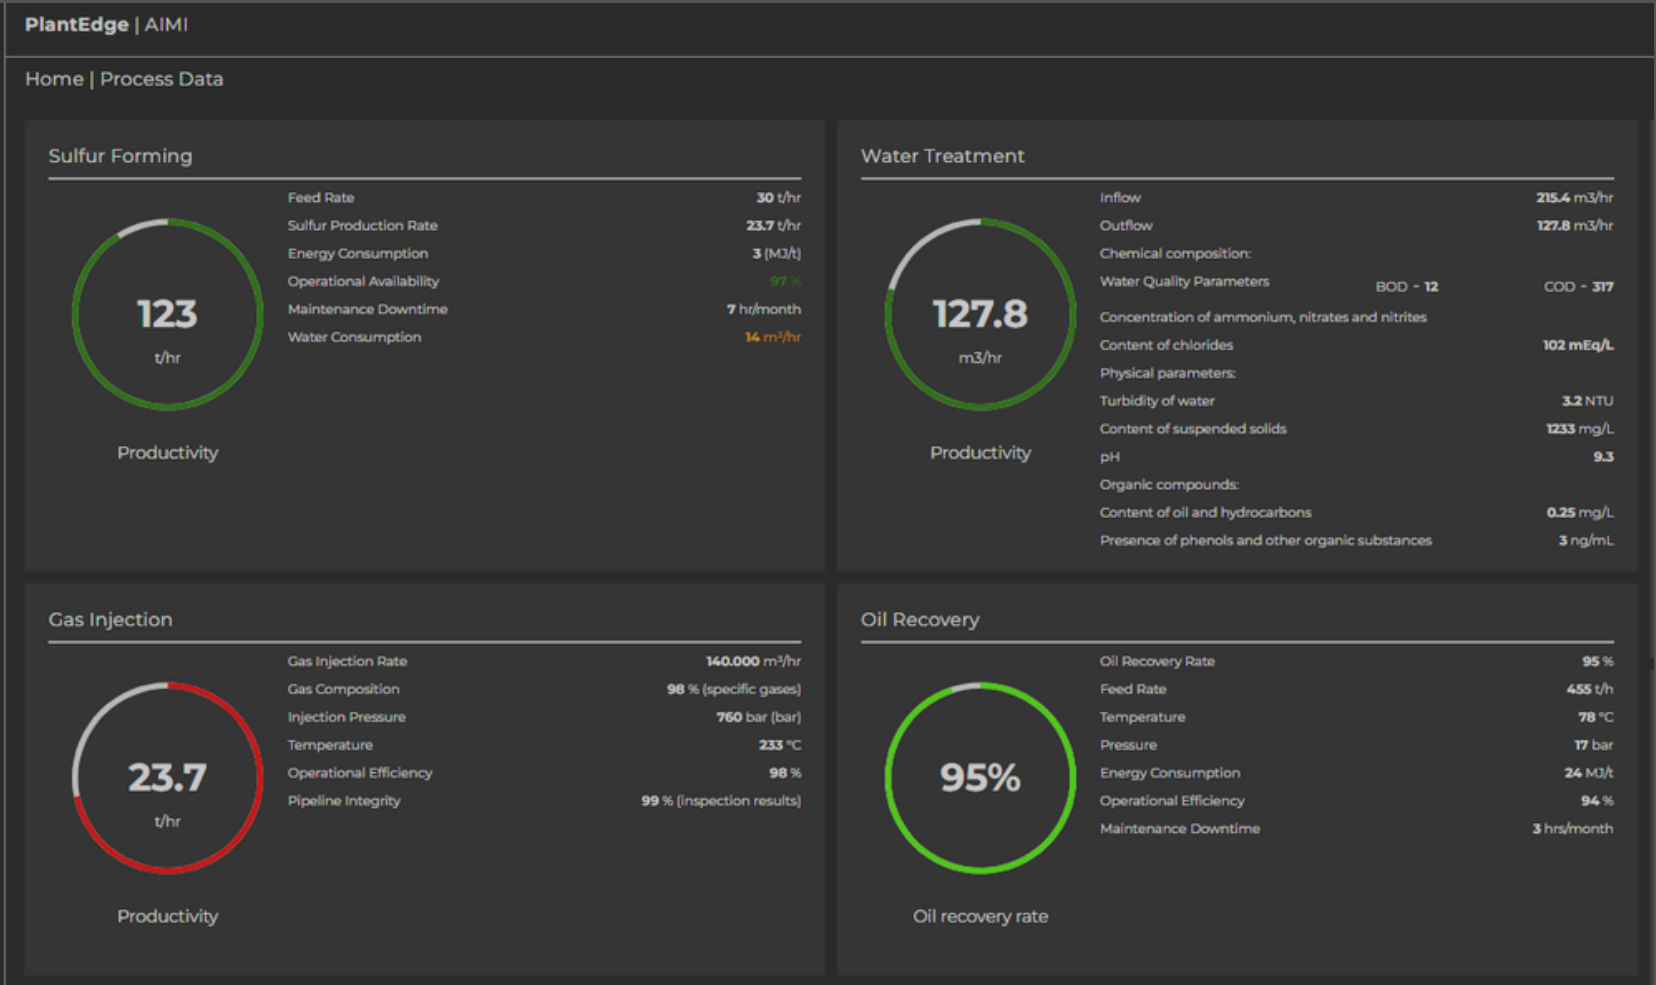 PlantEdge | AIMI
Home | Process Data
Sulfur Forming
123
t/hr
Productivity
Feed Rate 30 t/hr
Sulfur Production Rate 23.7 t/hr
Energy Consumption 3 (MJ/t)
Operational Availability 97 %
Maintenance Downtime 7 hr/month
Water Consumption 14 m³/hr
Water Treatment
127.8
m3/hr
Productivity
Inflow 215.4 m3/hr
Outflow 127.8 m3/hr
Chemical composition:
Water Quality Parameters BOD - 12 COD - 317
Concentration of ammonium, nitrates and nitrites
Content of chlorides 102 mEq/L
Physical parameters:
Turbidity of water 3.2 NTU
Content of suspended solids 1233 mg/L
pH 9.3
Organic compounds:
Content of oil and hydrocarbons 0.25 mg/L
Presence of phenols and other organic substances 3 ng/mL
Gas Injection
23.7
t/hr
Productivity
Gas Injection Rate 140.000 m³/hr
Gas Composition 98 % (specific gases)
Injection Pressure 760 bar (bar)
Temperature 233 °C
Operational Efficiency 98 %
Pipeline Integrity 99 % (inspection results)
Oil Recovery
95%
Oil recovery rate
Oil Recovery Rate 95 %
Feed Rate 455 t/h
Temperature 78 °C
Pressure 17 bar
Energy Consumption 24 MJ/t
Operational Efficiency 94 %
Maintenance Downtime 3 hrs/month